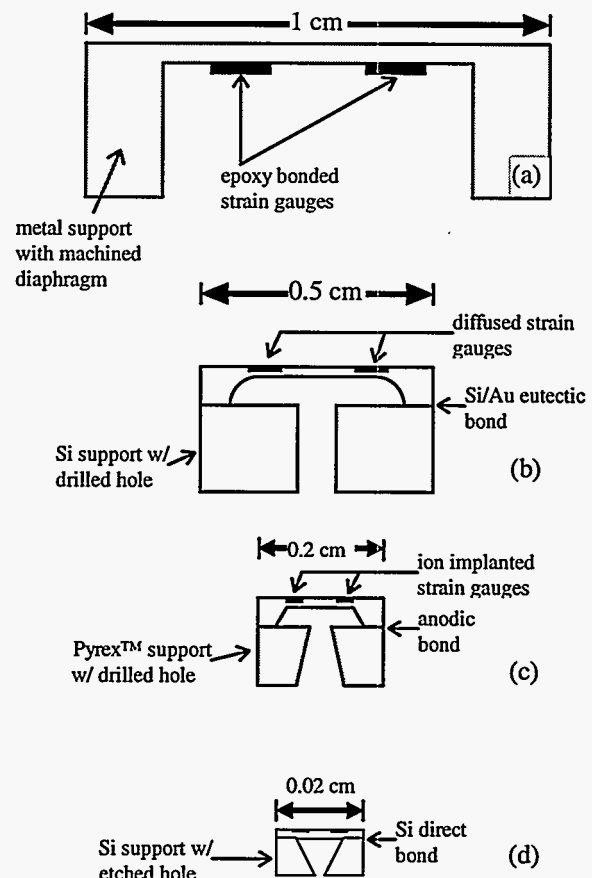 1 cm
epoxy bonded
strain gauges
(a)
metal support
with machined
diaphragm
0.5 cm
diffused strain
gauges
Si/Au eutectic
bond
Si support w/
drilled hole
(b)
0.2 cm
ion implanted
strain gauges
anodic
bond
Pyrex™ support
w/ drilled hole
(c)
0.02 cm
Si direct
bond
Si support w/
etched hole
(d)